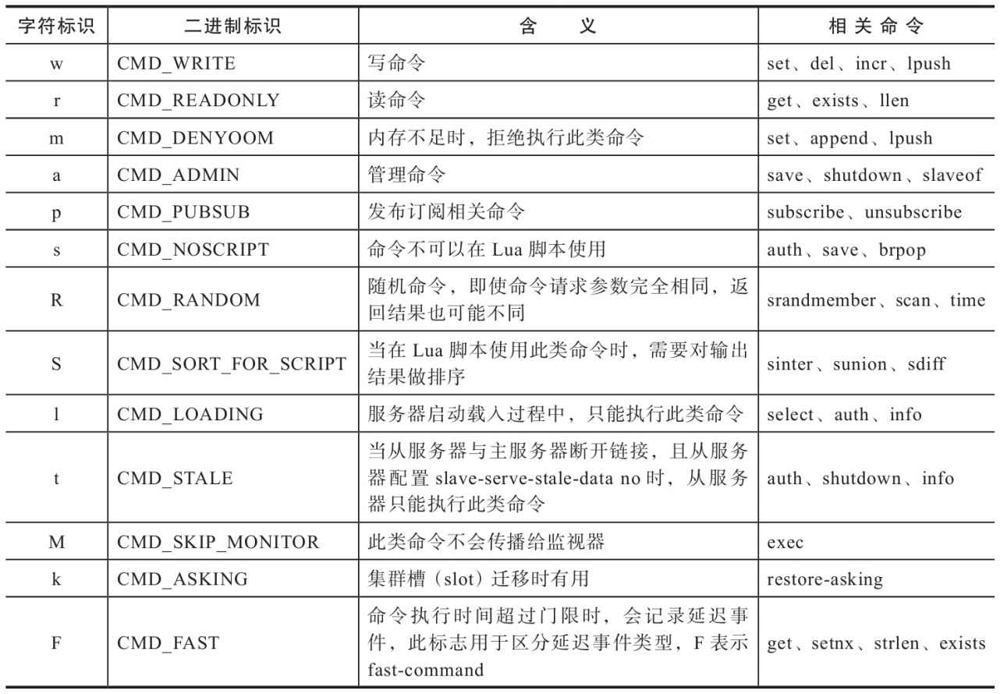 字符标识 二进制标识 含 义 相 关 命 令
w CMD_WRITE 写命令 set、del、incr、lpush
r CMD_READONLY 读命令 get、exists、llen
m CMD_DENYOOM 内存不足时，拒绝执行此类命令 set、append、lpush
a CMD_ADMIN 管理命令 save、shutdown、slaveof
p CMD_PUBSUB 发布订阅相关命令 subscribe、unsubscribe
s CMD_NOSCRIPT 命令不可以在 Lua 脚本使用 auth、save、brpop
R CMD_RANDOM 随机命令，即使命令请求参数完全相同，返
回结果也可能不同 srandmember、scan、time
S CMD_SORT_FOR_SCRIPT 当在 Lua 脚本使用此类命令时，需要对输出
结果做排序 sinter、sunion、sdiff
l CMD_LOADING 服务器启动载入过程中，只能执行此类命令 select、auth、info
t CMD_STALE 当从服务器与主服务器断开链接，且从服务
器配置 slave-serve-stale-data no 时，从服务
器只能执行此类命令 auth、shutdown、info
M CMD_SKIP_MONITOR 此类命令不会传播给监视器 exec
k CMD_ASKING 集群槽（slot）迁移时有用 restore-asking
F CMD_FAST 命令执行时间超过门限时，会记录延迟事
件，此标志用于区分延迟事件类型，F 表示
fast-command get、setnx、strlen、exists